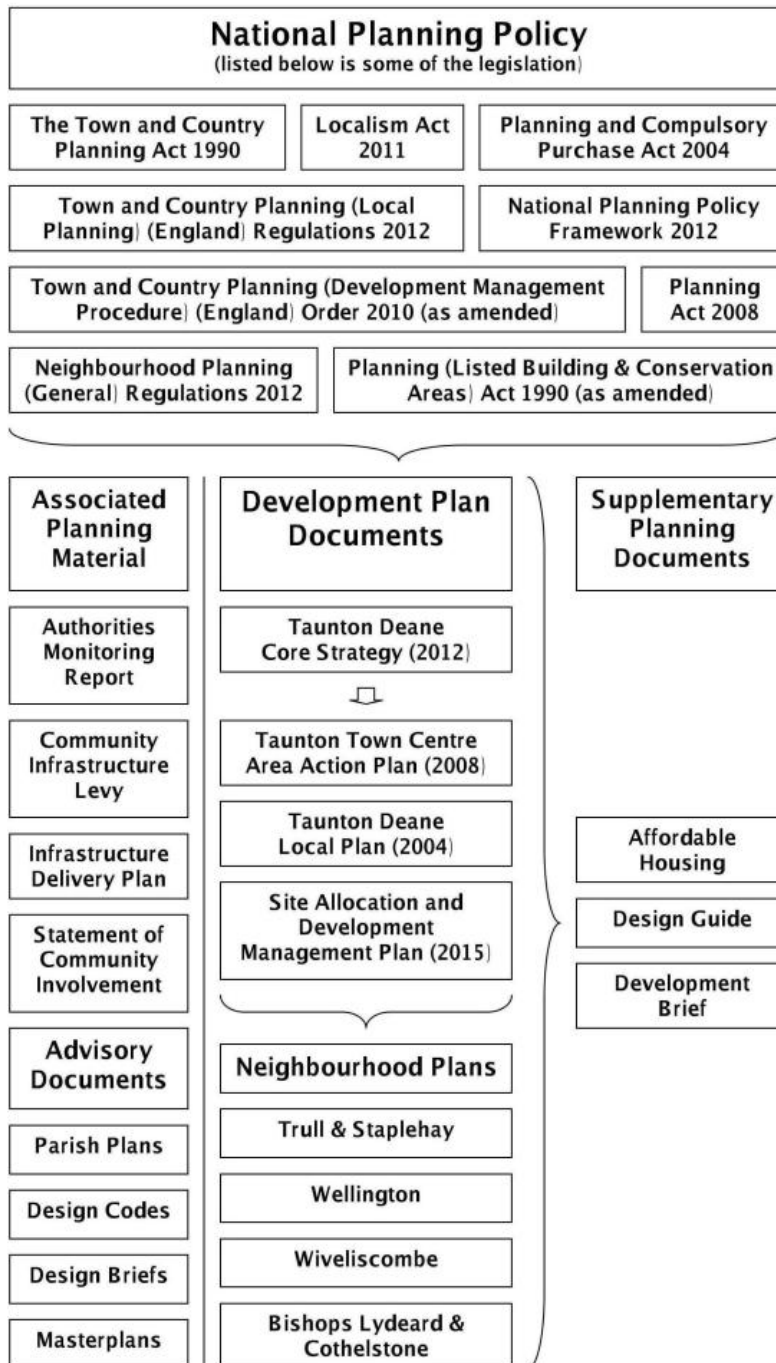 National Planning Policy
(listed below is some of the legislation)
The Town and Country
Planning Act 1990
Localism Act
2011
Planning and Compulsory
Purchase Act 2004
Town and Country Planning (Local
Planning) (England) Regulations 2012
National Planning Policy
Framework 2012
Town and Country Planning (Development Management
Procedure) (England) Order 2010 (as amended)
Planning
Act 2008
Neighbourhood Planning
(General) Regulations 2012
Planning (Listed Building & Conservation
Areas) Act 1990 (as amended)
Associated
Planning
Material
Authorities
Monitoring
Report
Community
Infrastructure
Levy
Infrastructure
Delivery Plan
Statement of
Community
Involvement
Advisory
Documents
Parish Plans
Design Codes
Design Briefs
Masterplans
Development Plan
Documents
Taunton Deane
Core Strategy (2012)
Taunton Town Centre
Area Action Plan (2008)
Taunton Deane
Local Plan (2004)
Site Allocation and
Development
Management Plan (2015)
Neighbourhood Plans
Trull & Staplehay
Wellington
Wiveliscombe
Bishops Lydeard &
Cothelstone
Supplementary
Planning
Documents
Affordable
Housing
Design Guide
Development
Brief